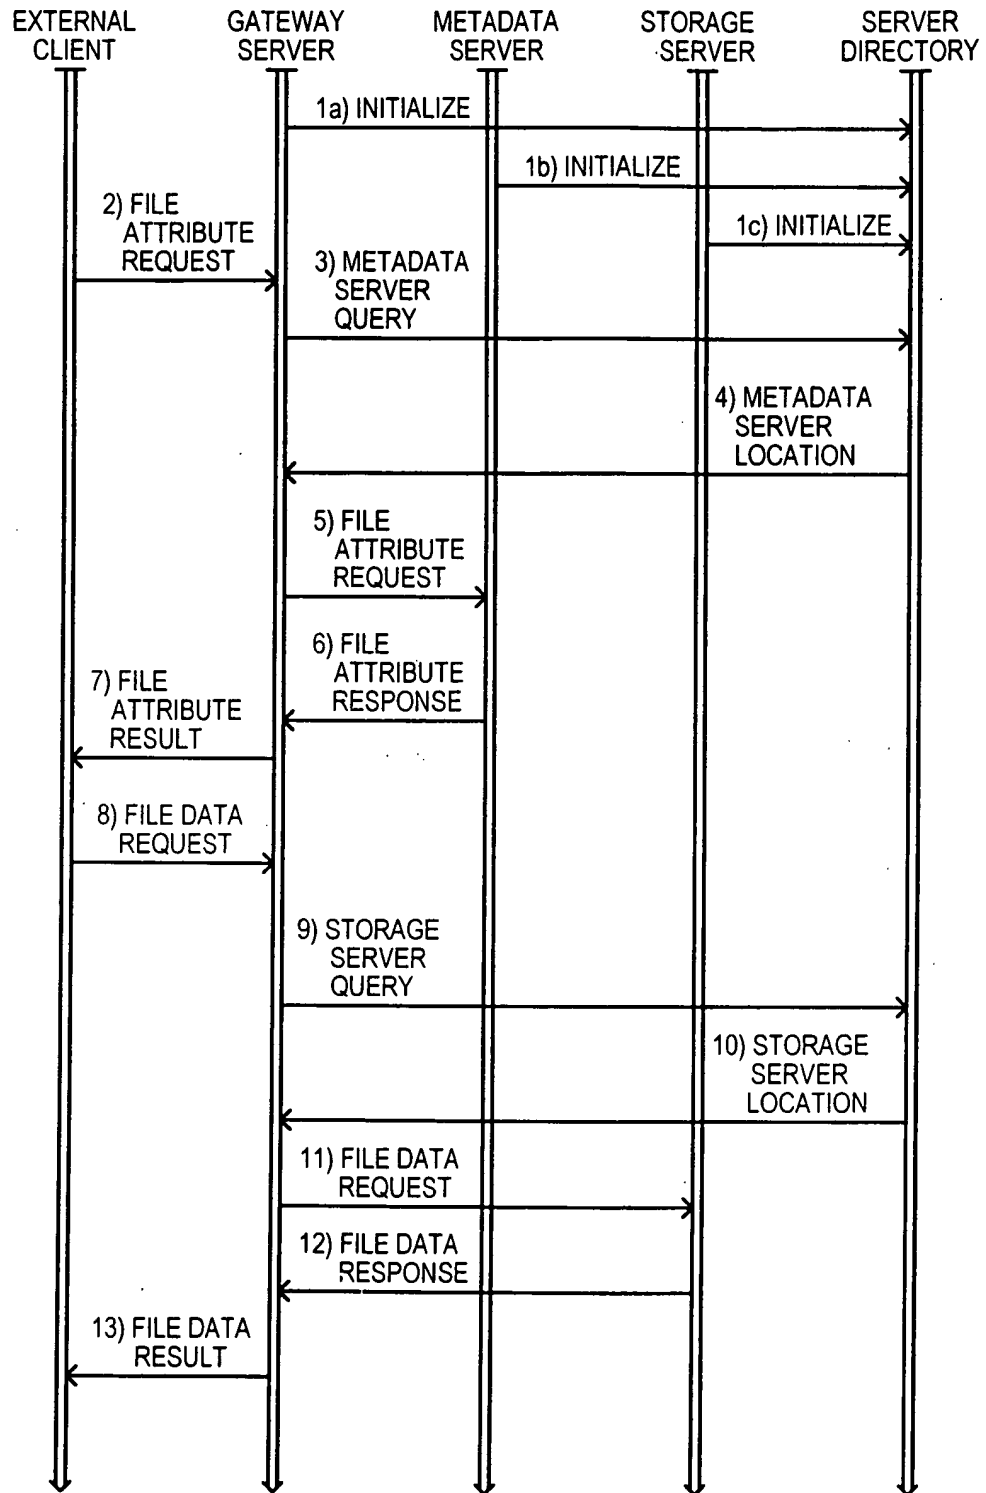 EXTERNAL
CLIENT
GATEWAY
SERVER
METADATA
SERVER
STORAGE
SERVER
SERVER
DIRECTORY
1a) INITIALIZE
1b) INITIALIZE
1c) INITIALIZE
2) FILE
ATTRIBUTE
REQUEST
3) METADATA
SERVER
QUERY
4) METADATA
SERVER
LOCATION
5) FILE
ATTRIBUTE
REQUEST
6) FILE
ATTRIBUTE
RESPONSE
7) FILE
ATTRIBUTE
RESULT
8) FILE DATA
REQUEST
9) STORAGE
SERVER
QUERY
10) STORAGE
SERVER
LOCATION
11) FILE DATA
REQUEST
12) FILE DATA
RESPONSE
13) FILE DATA
RESULT